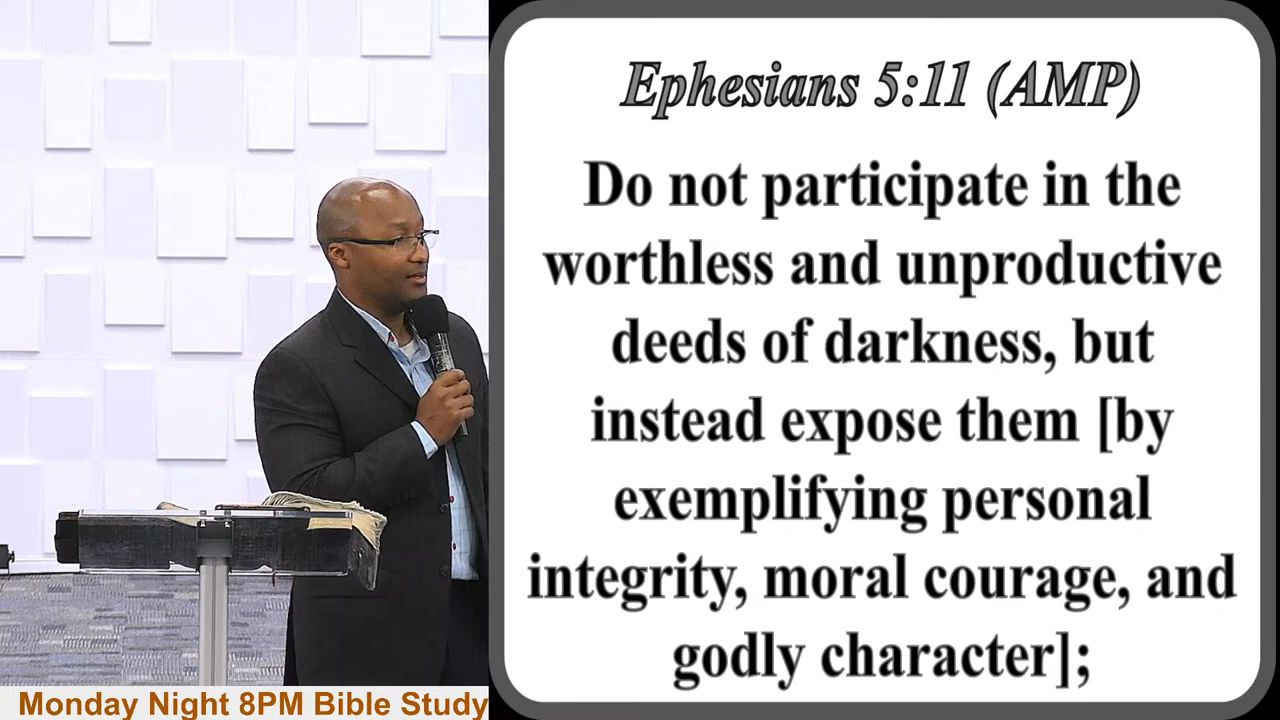 Ephesians 5:11 (AMP)
Do not participate in the
worthless and unproductive
deeds of darkness, but
instead expose them [by
exemplifying personal
integrity, moral courage, and
godly character];
Monday Night 8PM Bible Study